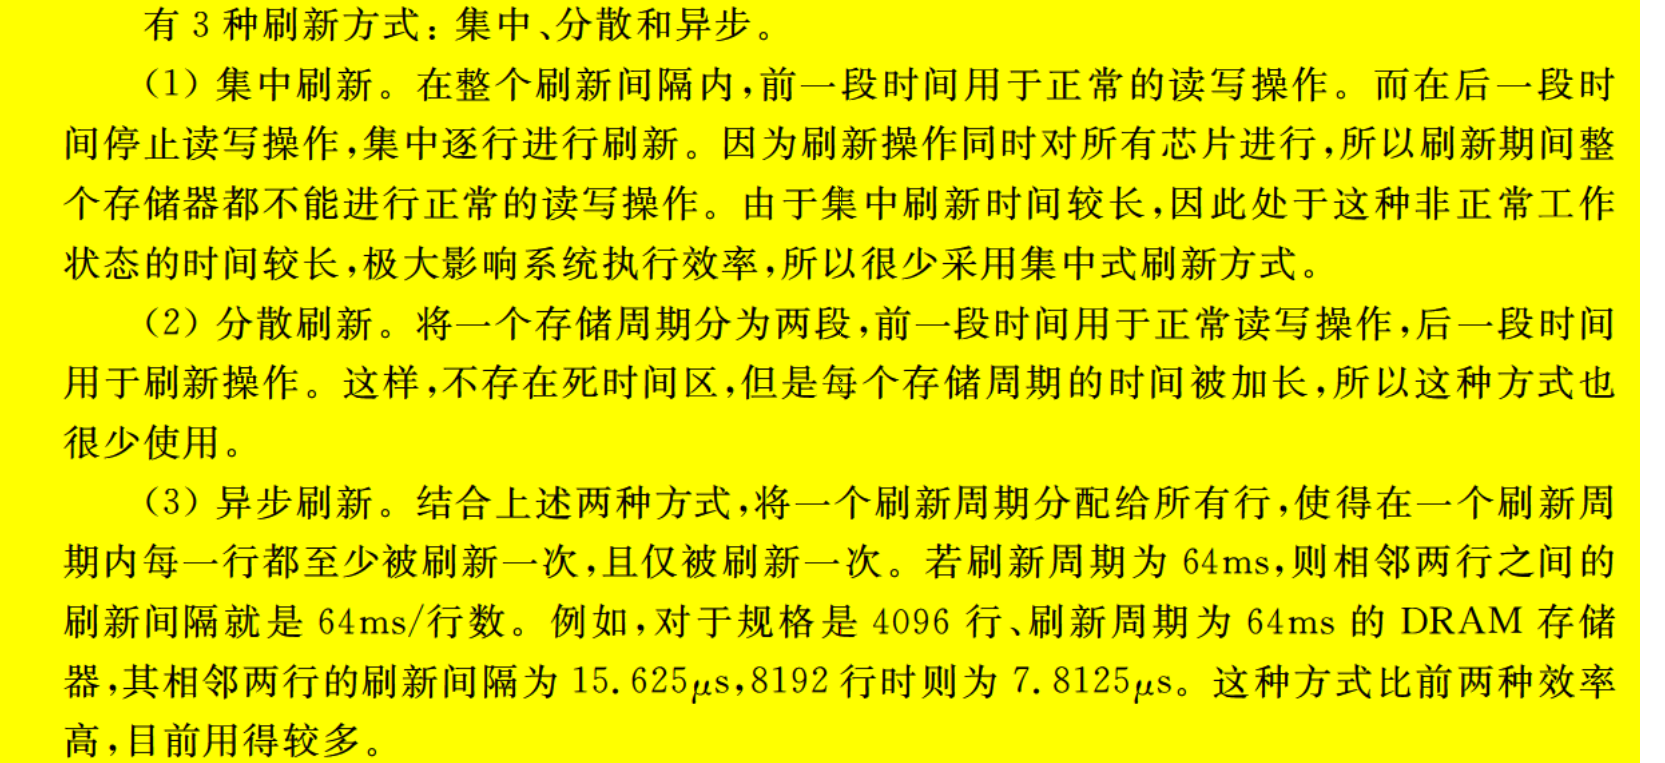 有 3 种刷新方式：集中、分散和异步。
（1）集中刷新。在整个刷新间隔内，前一段时间用于正常的读写操作。而在后一段时
间停止读写操作，集中逐行进行刷新。因为刷新操作同时对所有芯片进行，所以刷新期间整
个存储器都不能进行正常的读写操作。由于集中刷新时间较长，因此处于这种非正常工作
状态的时间较长，极大影响系统执行效率，所以很少采用集中式刷新方式。
（2）分散刷新。将一个存储周期分为两段，前一段时间用于正常读写操作，后一段时间
用于刷新操作。这样，不存在死时间区，但是每个存储周期的时间被加长，所以这种方式也
很少使用。
（3）异步刷新。结合上述两种方式，将一个刷新周期分配给所有行，使得在一个刷新周
期内每一行都至少被刷新一次，且仅被刷新一次。若刷新周期为 64ms，则相邻两行之间的
刷新间隔就是 64ms/行数。例如，对于规格是 4096 行、刷新周期为 64ms 的 DRAM 存储
器，其相邻两行的刷新间隔为 15.625μs，8192 行时则为 7.8125μs。这种方式比前两种效率
高，目前用得较多。